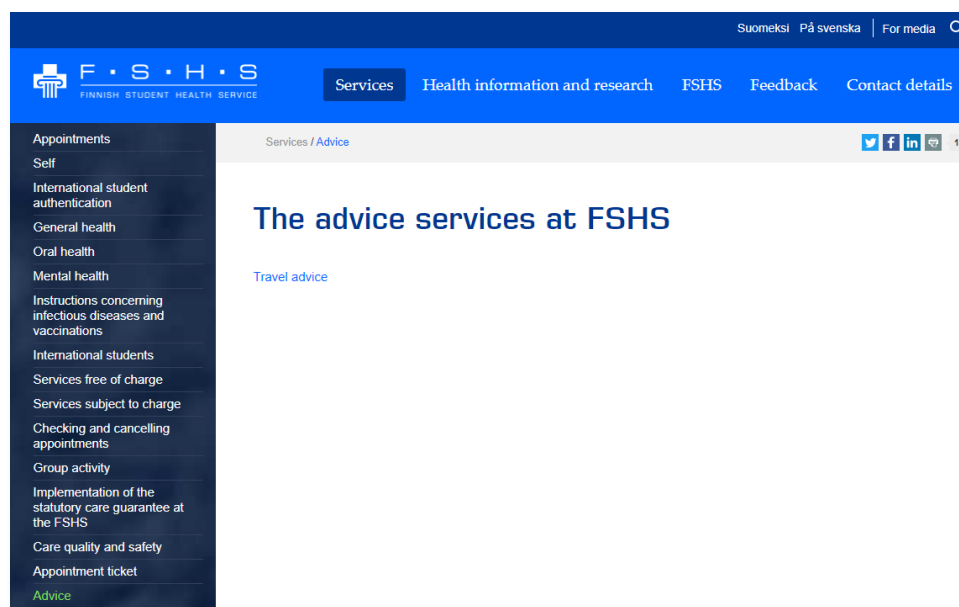 Suomeksi På svenska For media
F · S · H · S
FINNISH STUDENT HEALTH SERVICE
Services Health information and research FSHS Feedback Contact details
Services / Advice
Appointments
Self
International student
authentication
General health
Oral health
Mental health
Instructions concerning
infectious diseases and
vaccinations
International students
Services free of charge
Services subject to charge
Checking and cancelling
appointments
Group activity
Implementation of the
statutory care guarantee at
the FSHS
Care quality and safety
Appointment ticket
Advice
The advice services at FSHS
Travel advice